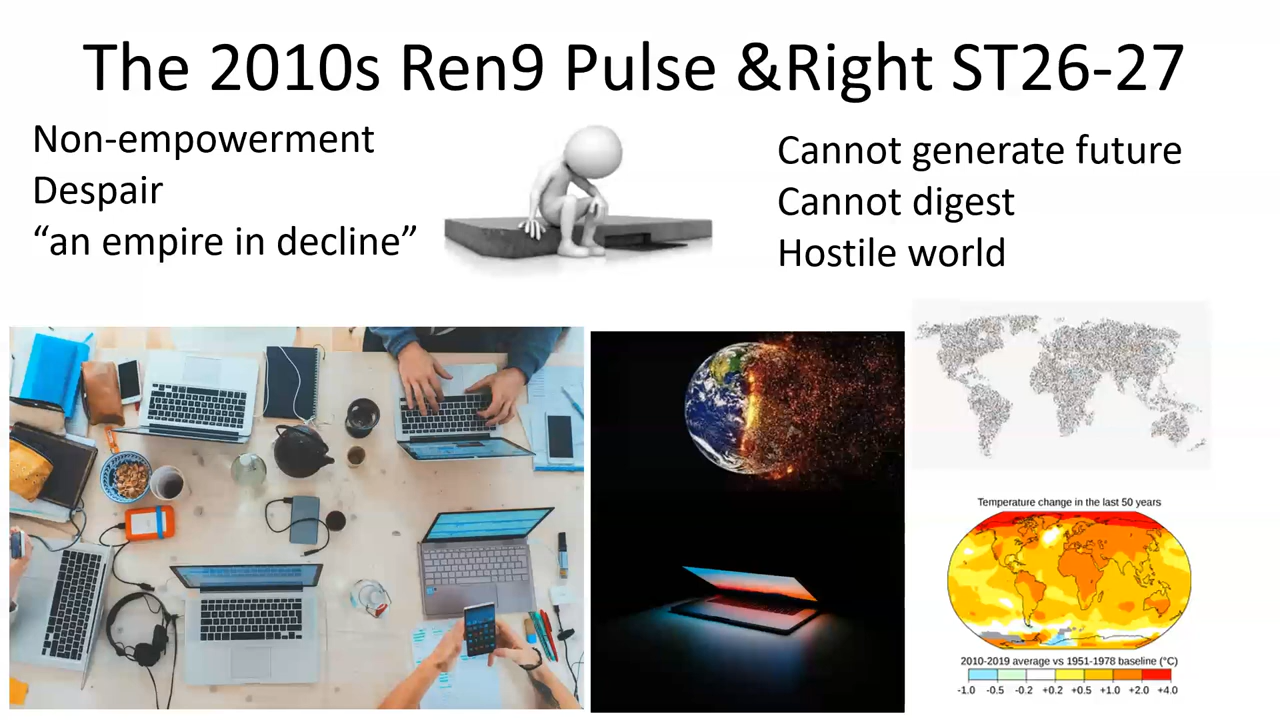 The 2010s Ren9 Pulse &Right ST26-27
Non-empowerment
Despair
“an empire in decline”
Cannot generate future
Cannot digest
Hostile world
Temperature change in the last 50 years
2010-2019 average vs 1951-1978 baseline (°C)
-1.0 -0.5 -0.2 +0.2 +0.5 +1.0 +2.0 +4.0